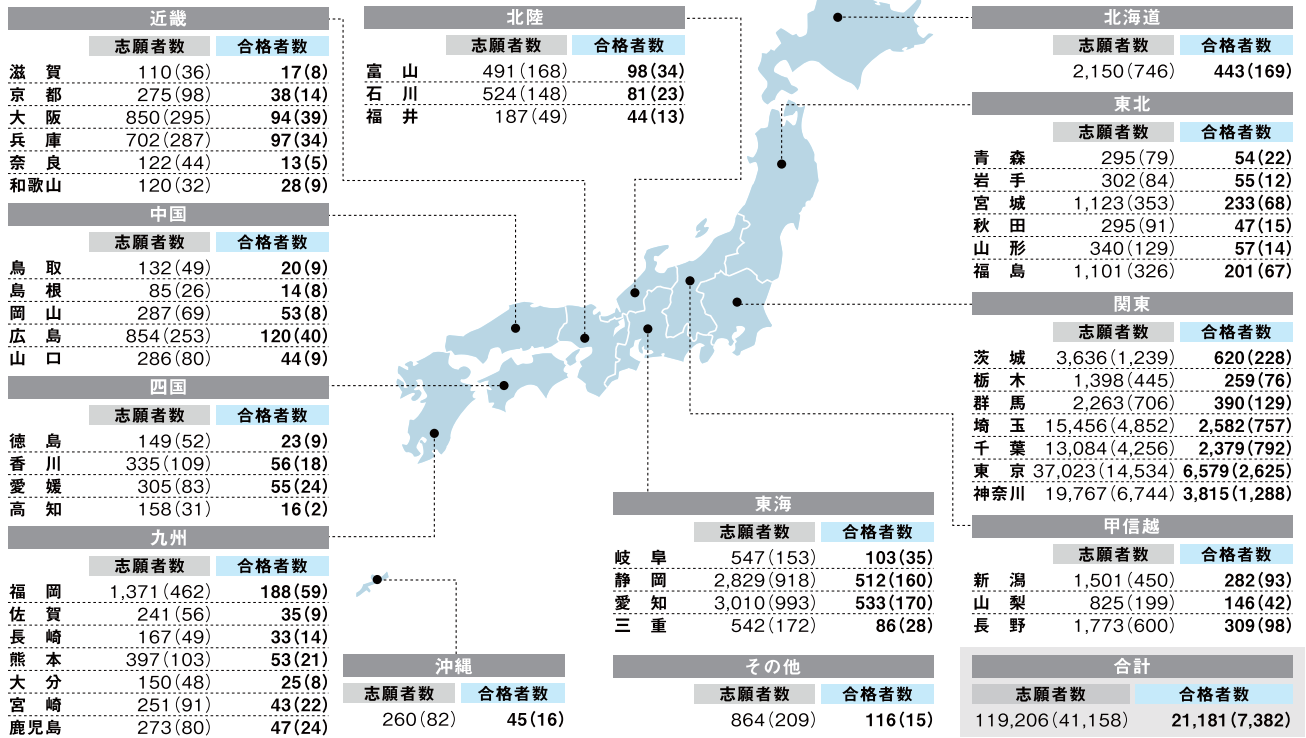 近畿
志願者数 合格者数
滋賀 110(36) 17(8)
京都 275(98) 38(14)
大阪 850(295) 94(39)
兵庫 702(287) 97(34)
奈良 122(44) 13(5)
和歌山 120(32) 28(9)
中国
志願者数 合格者数
鳥取 132(49) 20(9)
島根 85(26) 14(8)
岡山 287(69) 53(8)
広島 854(253) 120(40)
山口 286(80) 44(9)
四国
志願者数 合格者数
徳島 149(52) 23(9)
香川 335(109) 56(18)
愛媛 305(83) 55(24)
高知 158(31) 16(2)
九州
志願者数 合格者数
福岡 1,371(462) 188(59)
佐賀 241(56) 35(9)
長崎 167(49) 33(14)
熊本 397(103) 53(21)
大分 150(48) 25(8)
宮崎 251(91) 43(22)
鹿児島 273(80) 47(24)
北陸
志願者数 合格者数
富山 491(168) 98(34)
石川 524(148) 81(23)
福井 187(49) 44(13)
沖縄
志願者数 合格者数
260(82) 45(16)
東海
志願者数 合格者数
岐阜 547(153) 103(35)
静岡 2,829(918) 512(160)
愛知 3,010(993) 533(170)
三重 542(172) 86(28)
その他
志願者数 合格者数
864(209) 116(15)
北海道
志願者数 合格者数
2,150(746) 443(169)
東北
志願者数 合格者数
青森 295(79) 54(22)
岩手 302(84) 55(12)
宮城 1,123(353) 233(68)
秋田 295(91) 47(15)
山形 340(129) 57(14)
福島 1,101(326) 201(67)
関東
志願者数 合格者数
茨城 3,636(1,239) 620(228)
栃木 1,398(445) 259(76)
群馬 2,263(706) 390(129)
埼玉 15,456(4,852) 2,582(757)
千葉 13,084(4,256) 2,379(792)
東京 37,023(14,534) 6,579(2,625)
神奈川 19,767(6,744) 3,815(1,288)
甲信越
志願者数 合格者数
新潟 1,501(450) 282(93)
山梨 825(199) 146(42)
長野 1,773(600) 309(98)
合計
志願者数 合格者数
119,206(41,158) 21,181(7,382)